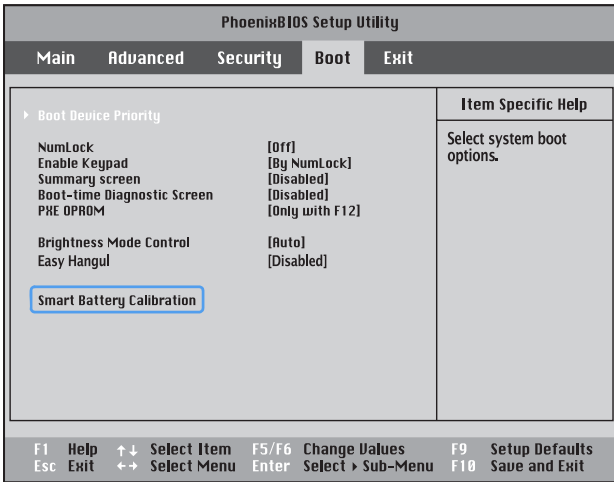 PhoenixBIOS Setup Utility
Main Advanced Security Boot Exit
Boot Device Priority
NumLock [Off]
Enable Keypad [By NumLock]
Summary screen [Disabled]
Boot-time Diagnostic Screen [Disabled]
PXE OPROM [Only with F12]
Brightness Mode Control [Auto]
Easy Hangul [Disabled]
Smart Battery Calibration
Item Specific Help
Select system boot
options.
F1 Help ↑↓ Select Item F5/F6 Change Values F9 Setup Defaults
Esc Exit ←→ Select Menu Enter Select ▸ Sub-Menu F10 Save and Exit